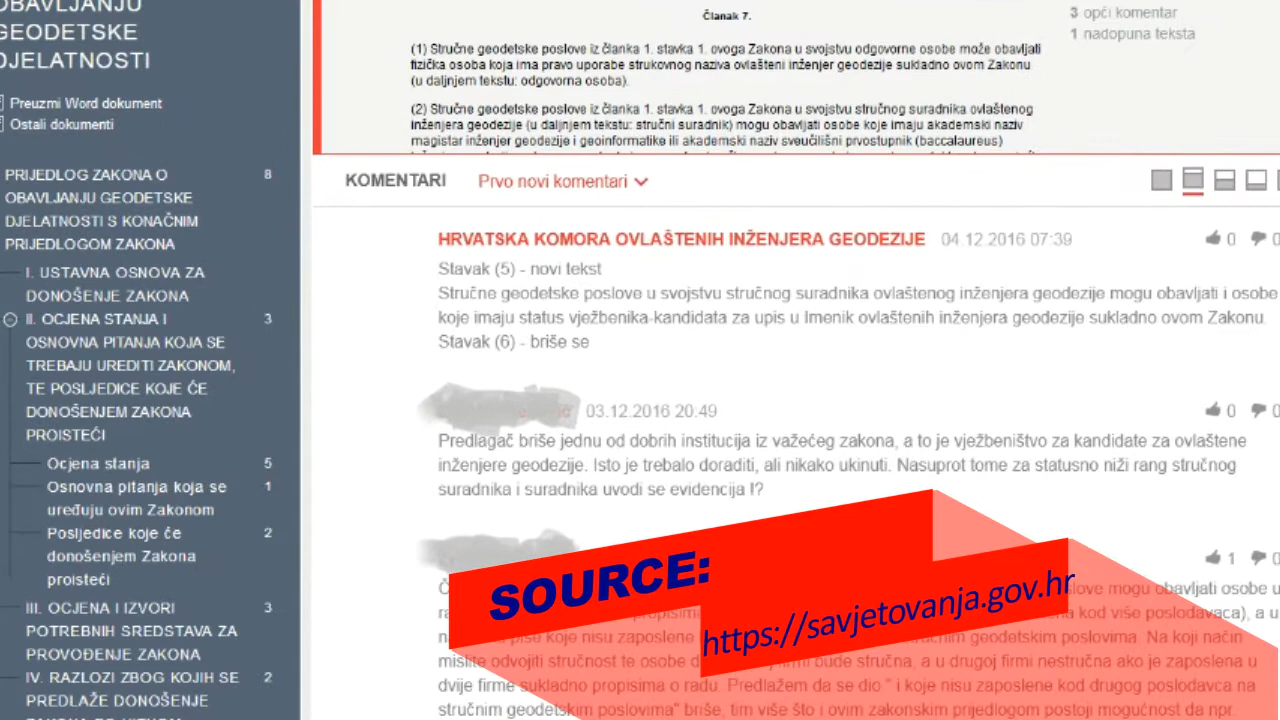 OBAVLJANJU
GEODETSKE
DJELATNOSTI
Preuzmi Word dokument
Ostali dokumenti
PRIJEDLOG ZAKONA O 8
OBAVLJANJU GEODETSKE
DJELATNOSTI S KONAČNIM
PRIJEDLOGOM ZAKONA
I. USTAVNA OSNOVA ZA
DONOŠENJE ZAKONA
II. OCJENA STANJA I 3
OSNOVNA PITANJA KOJA SE
TREBAJU UREDITI ZAKONOM,
TE POSLJEDICE KOJE ĆE
DONOŠENJEM ZAKONA
PROISTEĆI
Ocjena stanja 5
Osnovna pitanja koja se 1
uređuju ovim Zakonom
Posljedice koje će 2
donošenjem Zakona
proisteći
III. OCJENA I IZVORI 3
POTREBNIH SREDSTAVA ZA
PROVOĐENJE ZAKONA
IV. RAZLOZI ZBOG KOJIH SE 2
PREDLAŽE DONOŠENJE
Članak 7.
(1) Stručne geodetske poslove iz članka 1. stavka 1. ovoga Zakona u svojstvu odgovorne osobe može obavljati
fizička osoba koja ima pravo uporabe strukovnog naziva ovlašteni inženjer geodezije sukladno ovom Zakonu
(u daljnjem tekstu: odgovorna osoba).
(2) Stručne geodetske poslove iz članka 1. stavka 1. ovoga Zakona u svojstvu stručnog suradnika ovlaštenog
inženjera geodezije (u daljnjem tekstu: stručni suradnik) mogu obavljati osobe koje imaju akademski naziv
magistar inženjer geodezije i geoinformatike ili akademski naziv sveučilišni prvostupnik (baccalaureus)
3 opći komentar
1 nadopuna teksta
KOMENTARI Prvo novi komentari
HRVATSKA KOMORA OVLAŠTENIH INŽENJERA GEODEZIJE 04.12.2016 07:39 0 0
Stavak (5) - novi tekst
Stručne geodetske poslove u svojstvu stručnog suradnika ovlaštenog inženjera geodezije mogu obavljati i osobe
koje imaju status vježbenika-kandidata za upis u Imenik ovlaštenih inženjera geodezije sukladno ovom Zakonu.
Stavak (6) - briše se
03.12.2016 20:49 0 0
Predlagač briše jednu od dobrih institucija iz važećeg zakona, a to je vježbeništvo za kandidate za ovlaštene
inženjere geodezije. Isto je trebalo doraditi, ali nikako ukinuti. Nasuprot tome za statusno niži rang stručnog
suradnika i suradnika uvodi se evidencija !?
1 0
slove mogu obavljati osobe u
kod više poslodavaca), a u
piše koje nisu zaposlene geodetskim poslovima. Na koji način
mislite odvojiti stručnost te osobe bude stručna, a u drugoj firmi nestručna ako je zaposlena u
dvije firme sukladno propisima o radu. Predlažem da se dio " i koje nisu zaposlene kod drugog poslodavca na
stručnim geodetskim poslovima" briše, tim više što i ovim zakonskim prijedlogom postoji mogućnost da npr.
SOURCE:
https://savjetovanja.gov.hr